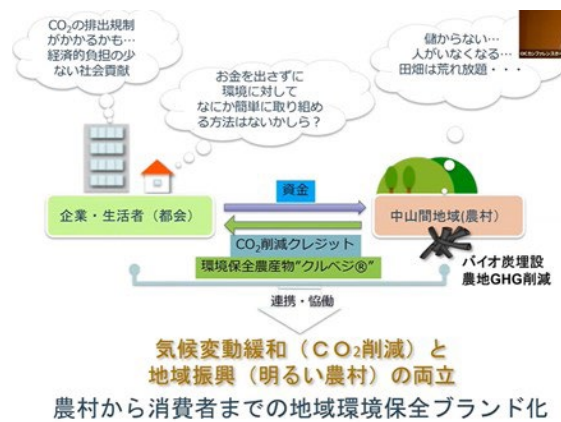 CO₂の排出規制
がかかるかも…
経済的負担の少
ない社会貢献
お金を出さずに
環境に対して
なにか簡単に取り組め
る方法はないかしら？
儲からない…
人がいなくなる…
田畑は荒れ放題・・・
資金
企業・生活者（都会）
中山間地域(農村)
CO₂削減クレジット
環境保全農産物“クルベジ®”
バイオ炭埋設
農地GHG削減
連携・協働
気候変動緩和（ＣＯ₂削減）と
地域振興（明るい農村）の両立
農村から消費者までの地域環境保全ブランド化